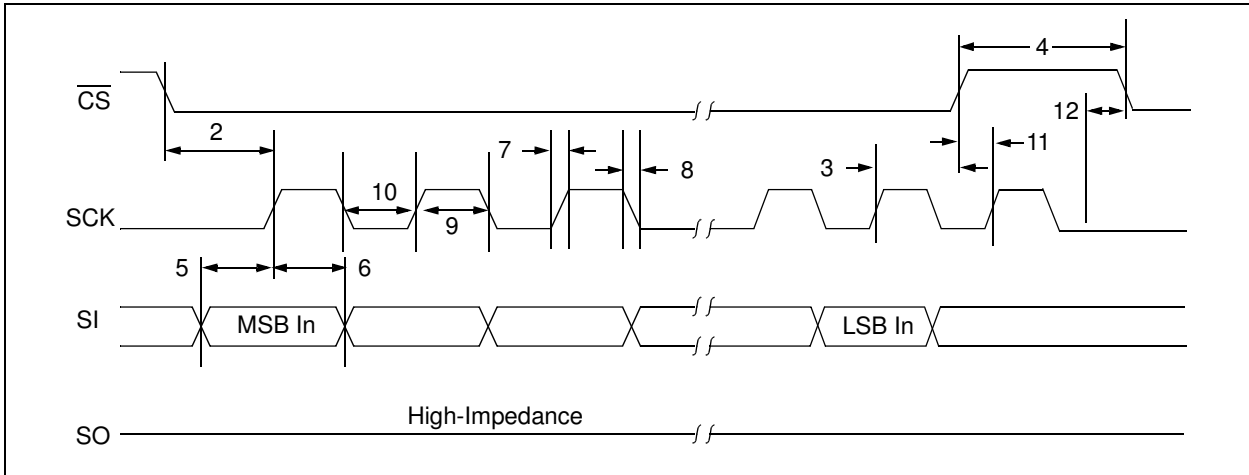 4
CS
12
2
11
7
3
8
10
SCK
9
5
6
SI
MSB In
LSB In
High-Impedance
SO